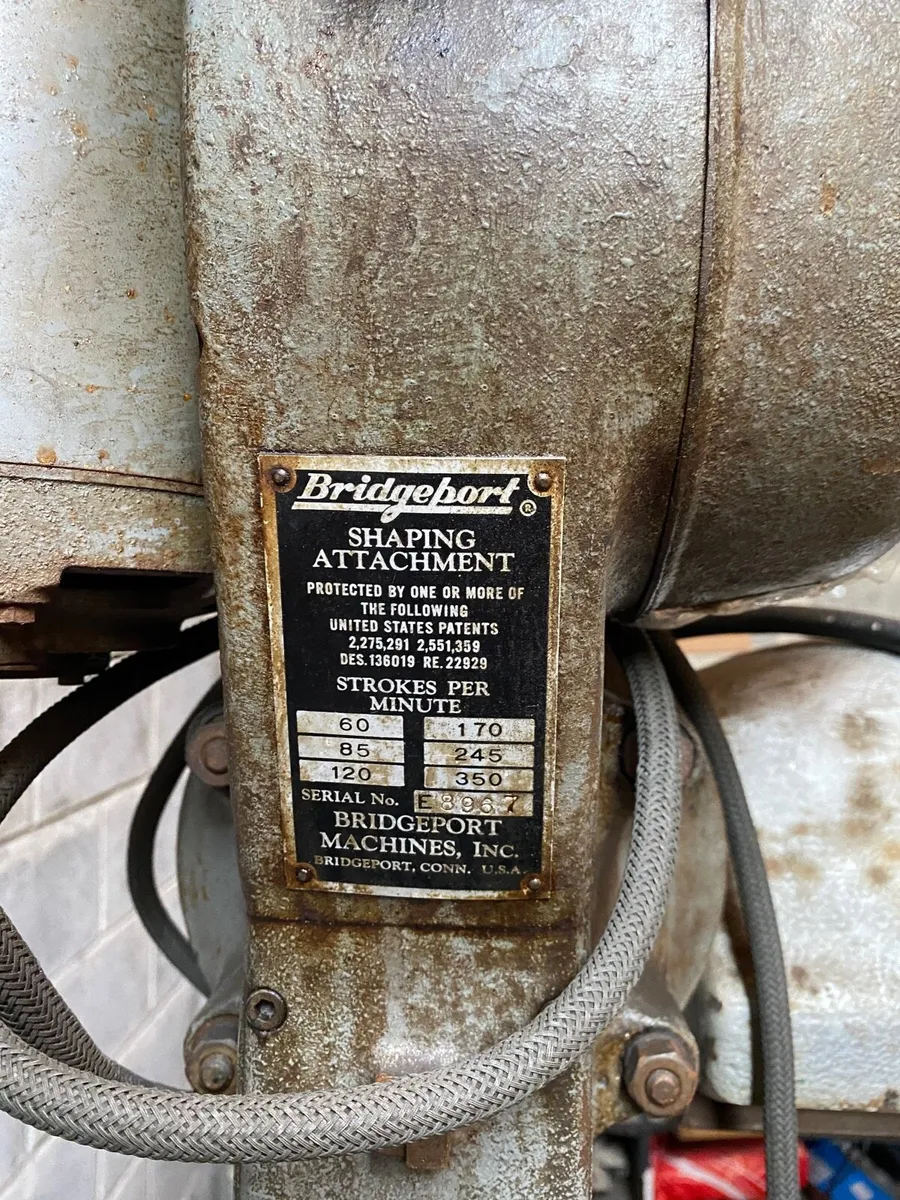 Bridgeport ®
SHAPING
ATTACHMENT
PROTECTED BY ONE OR MORE OF
THE FOLLOWING
UNITED STATES PATENTS
2,275,291 2,551,359
DES.136019 RE.22929
STROKES PER
MINUTE
60 170
85 245
120 350
SERIAL No. E8967
BRIDGEPORT
MACHINES, INC.
BRIDGEPORT, CONN. U.S.A.